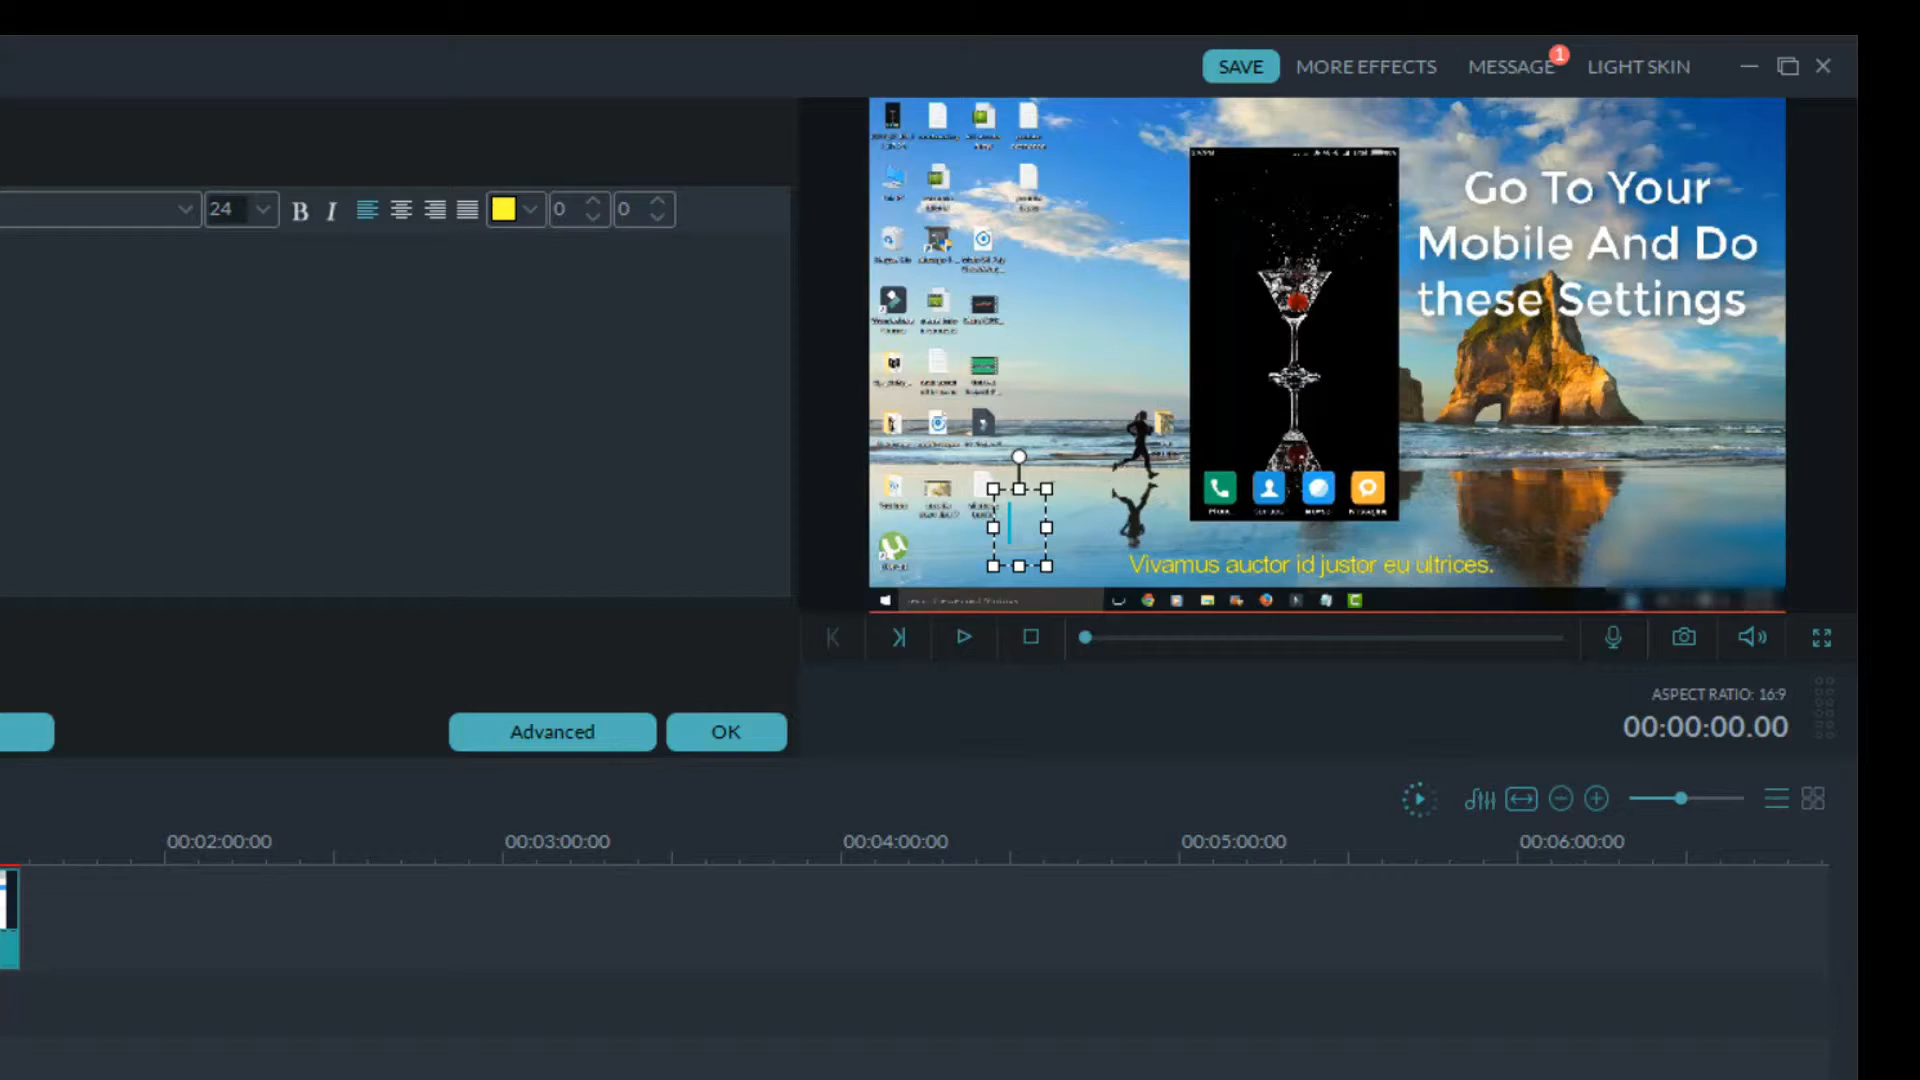 SAVE MORE EFFECTS MESSAGE 1 LIGHT SKIN
24 B I 0 0
Go To Your
Mobile And Do
these Settings
Vivamus auctor id justor eu ultrices.
ASPECT RATIO: 16:9
00:00:00.00
Advanced OK
00:02:00:00 00:03:00:00 00:04:00:00 00:05:00:00 00:06:00:00